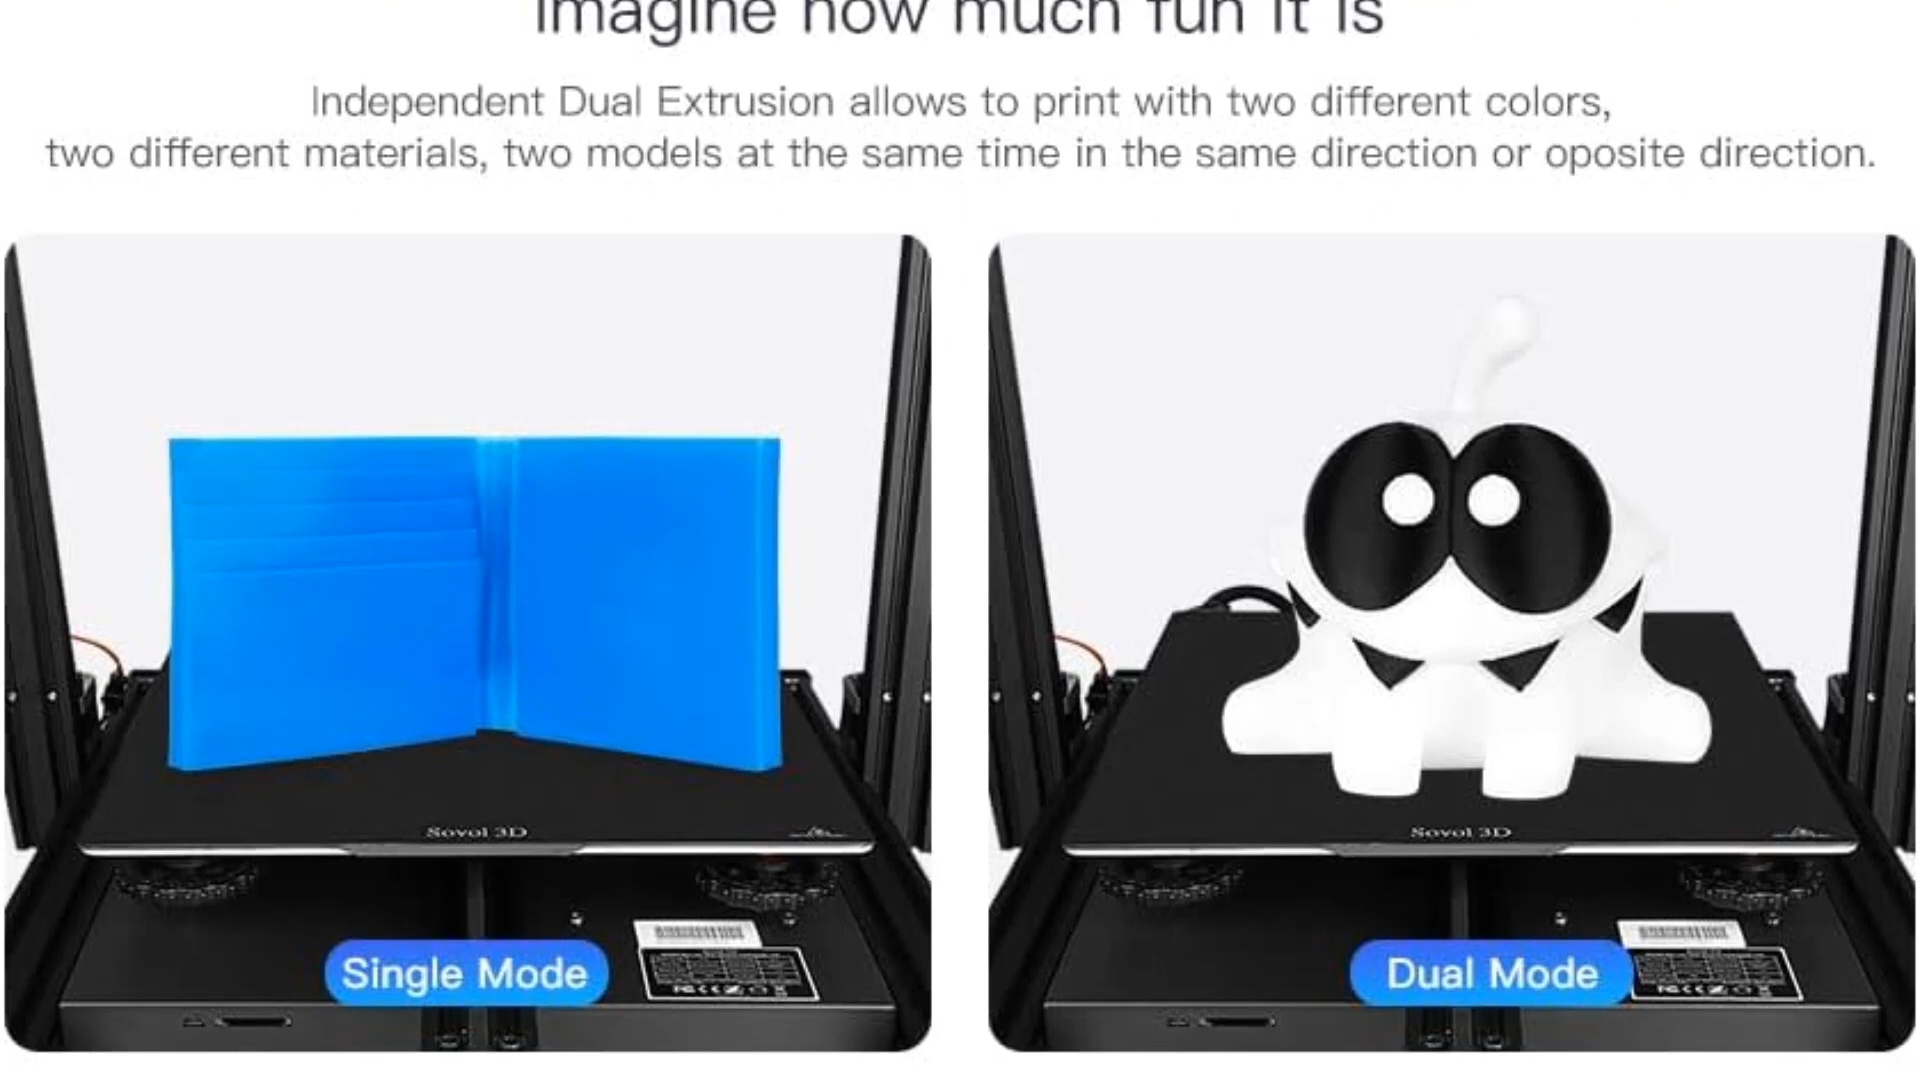 Imagine how much fun it is
Independent Dual Extrusion allows to print with two different colors,
two different materials, two models at the same time in the same direction or oposite direction.
Sovol 3D
Single Mode
Sovol 3D
Dual Mode